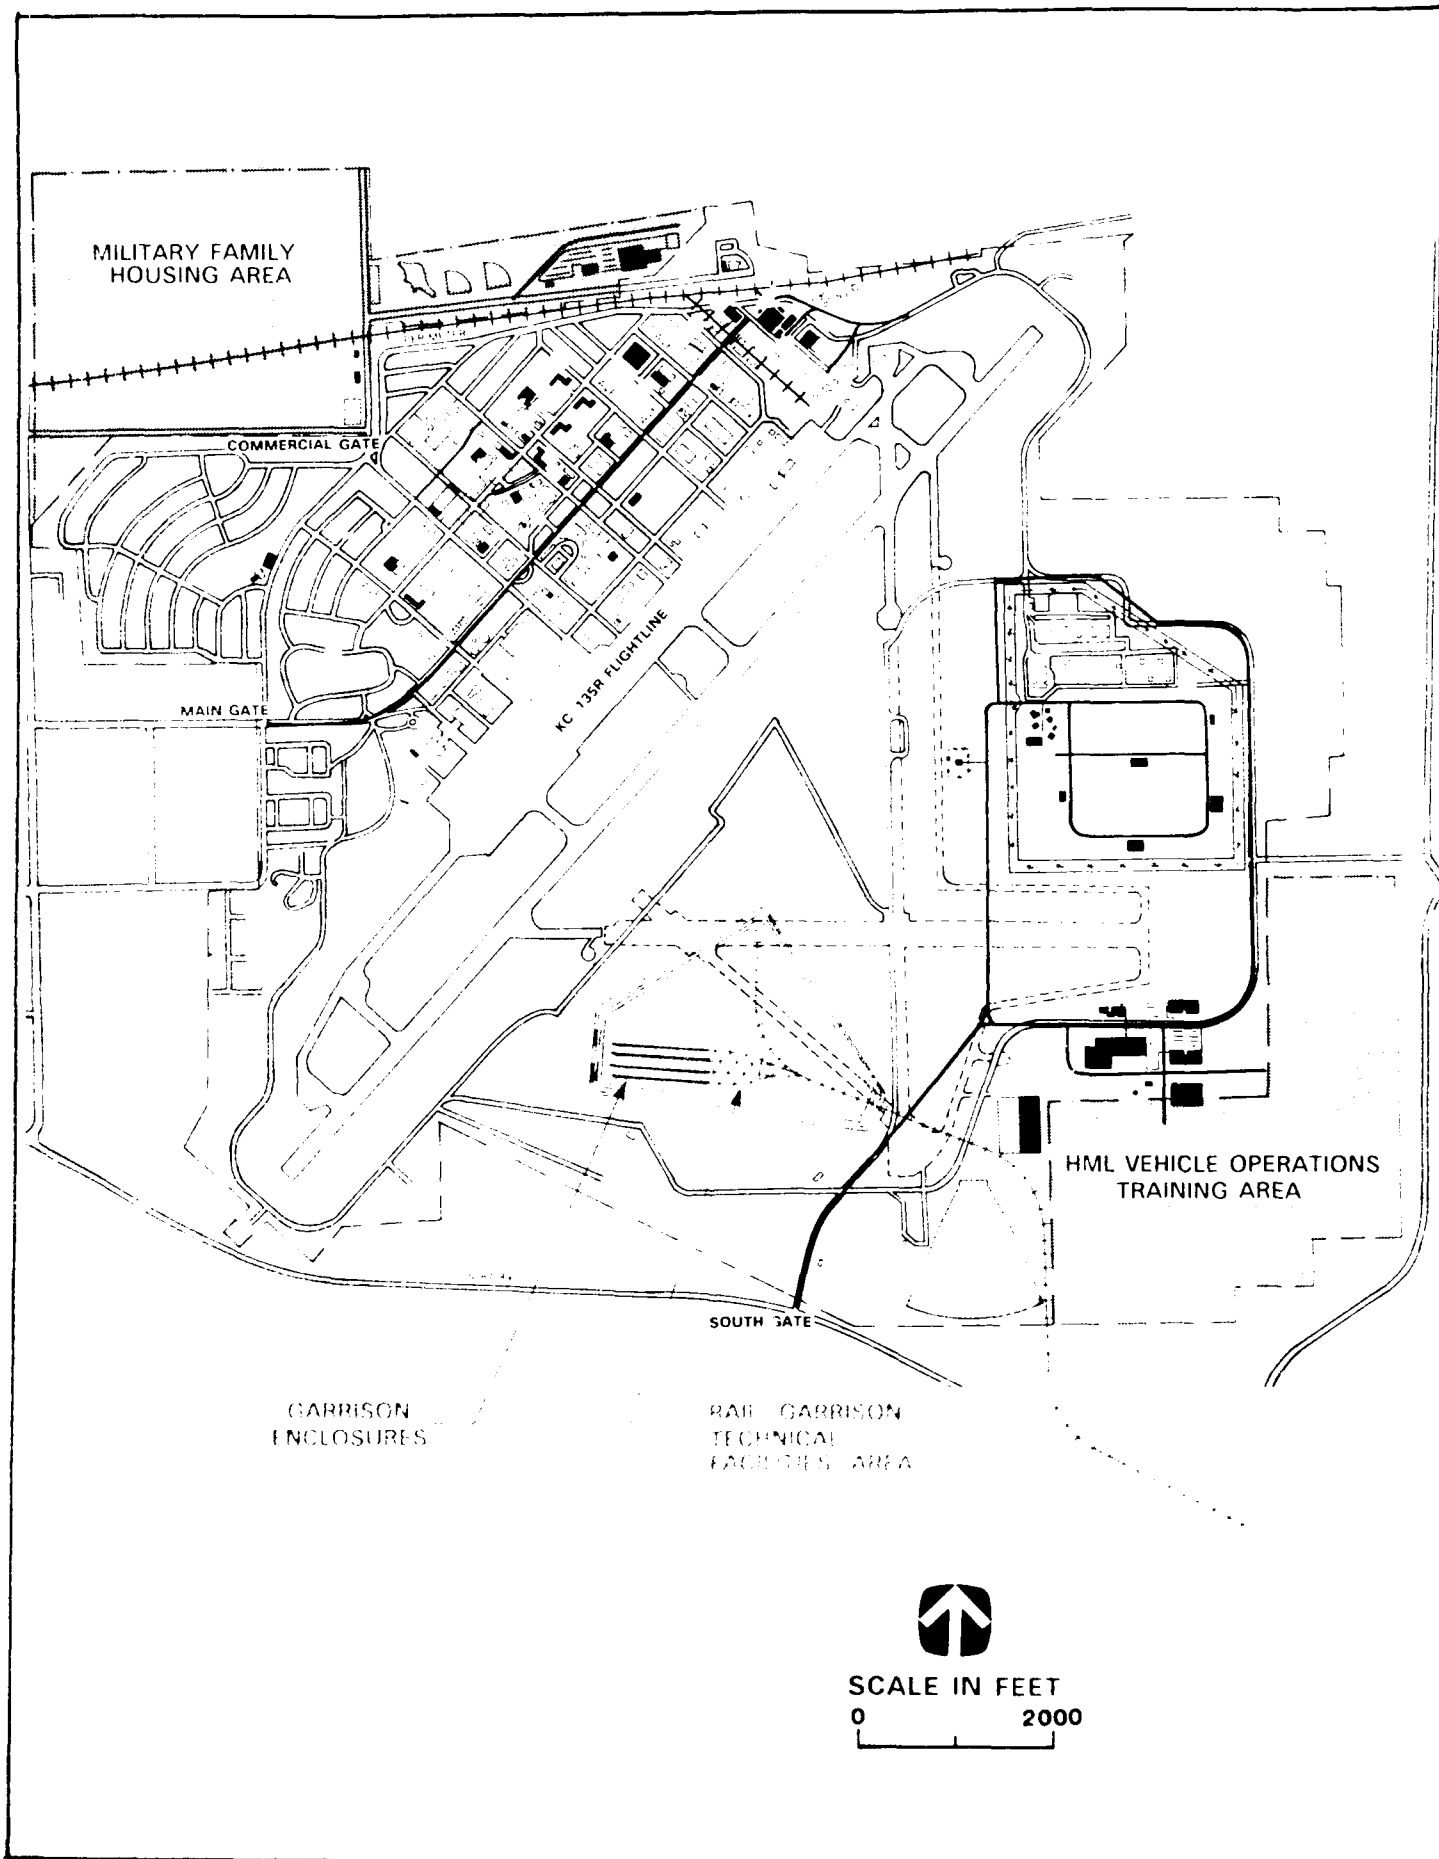 MILITARY FAMILY
HOUSING AREA
COMMERCIAL GATE
MAIN GATE
KC 135R FLIGHTLINE
HML VEHICLE OPERATIONS
TRAINING AREA
SOUTH GATE
GARRISON
ENCLOSURES
RAIL GARRISON
TECHNICAL
FACILITIES AREA
SCALE IN FEET
0 2000